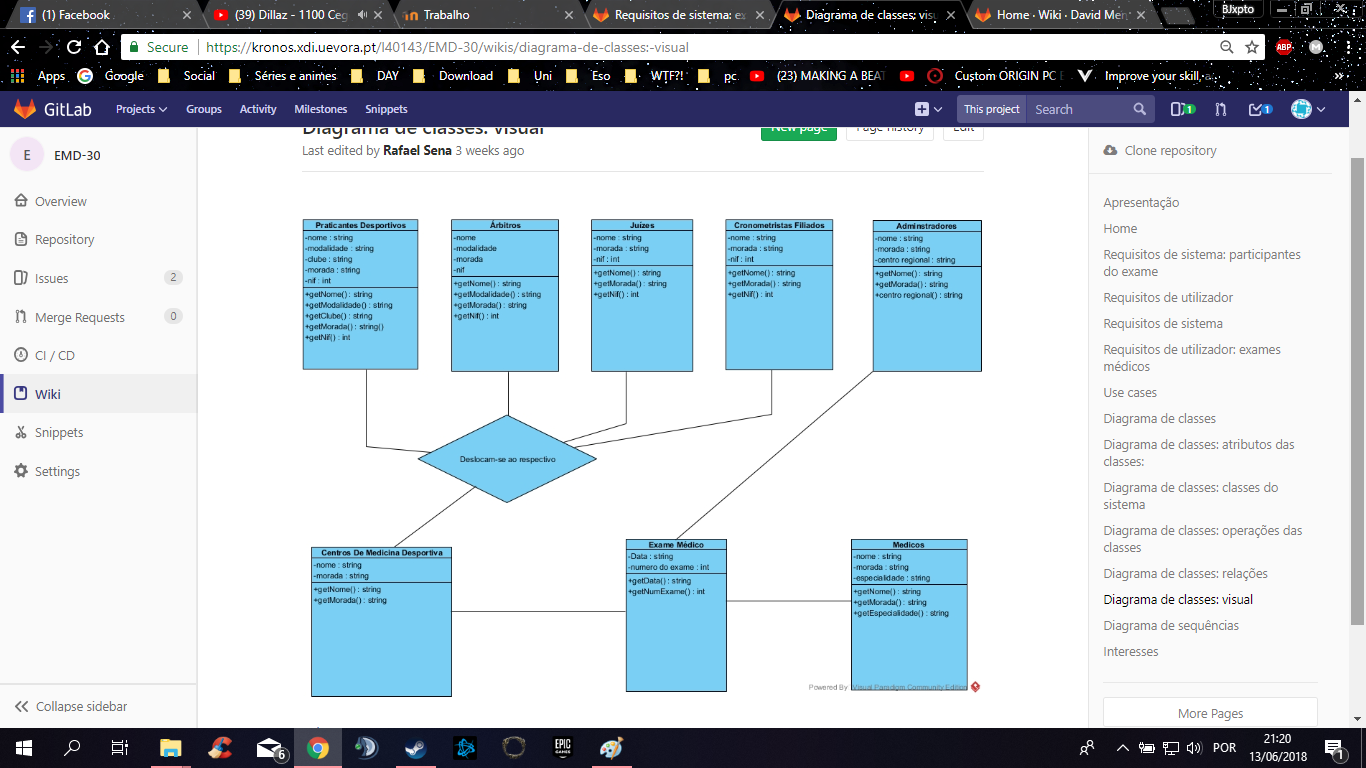 (1) Facebook
(39) Dillaz - 1100 Ceg
Trabalho
Requisitos de sistema: ex
Diagrama de classes: visu
Home · Wiki · David Men
BJxpto
Secure
https://kronos.xdi.uevora.pt/l40143/EMD-30/wikis/diagrama-de-classes:-visual
ABP
M
Apps
Google
Social
Séries e animes
DAY
Download
Uni
Eso
WTF?!
pc
(23) MAKING A BEAT
Custom ORIGIN PC E
Improve your skill, a
»
GitLab
Projects
Groups
Activity
Milestones
Snippets
This project
Search
1
1
E
EMD-30
Overview
Repository
Issues
2
Merge Requests
0
CI / CD
Wiki
Snippets
Settings
Collapse sidebar
Diagrama de classes: visual
New page
Page history
Edit
Last edited by Rafael Sena 3 weeks ago
Praticantes Desportivos
-nome : string
-modalidade : string
-clube : string
-morada : string
-nif : int
+getNome() : string
+getModalidade() : string
+getClube() : string
+getMorada() : string()
+getNif() : int
Árbitros
-nome
-modalidade
-morada
-nif
+getNome() : string
+getModalidade() : string
+getMorada() : string
+getNif() : int
Juízes
-nome : string
-morada : string
-nif : int
+getNome() : string
+getMorada() : string
+getNif() : int
Cronometristas Filiados
-nome : string
-morada : string
-nif : int
+getNome() : string
+getMorada() : string
+getNif() : int
Adminstradores
-nome : string
-morada : string
-centro regional : string
+getNome() : string
+getMorada() : string
+centro regional() : string
Deslocam-se ao respectivo
Centros De Medicina Desportiva
-nome : string
-morada : string
+getNome() : string
+getMorada() : string
Exame Médico
-Data : string
-numero do exame : int
+getData() : string
+getNumExame() : int
Medicos
-nome : string
-morada : string
-especialidade : string
+getNome() : string
+getMorada() : string
+getEspecialidade() : string
Powered By Visual Paradigm Community Edition
Clone repository
Apresentação
Home
Requisitos de sistema: participantes
do exame
Requisitos de utilizador
Requisitos de sistema
Requisitos de utilizador: exames
médicos
Use cases
Diagrama de classes
Diagrama de classes: atributos das
classes:
Diagrama de classes: classes do
sistema
Diagrama de classes: operações das
classes
Diagrama de classes: relações
Diagrama de classes: visual
Diagrama de sequências
Interesses
More Pages
6
EPIC
GAMES
POR
21:20
13/06/2018
1